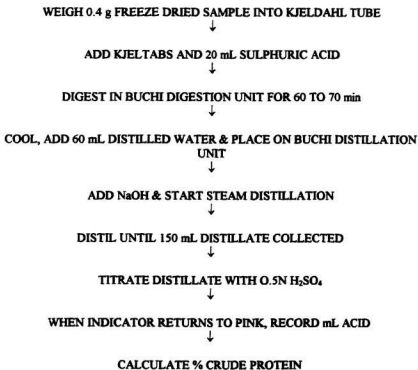 WEIGH 0.4 g FREEZE DRIED SAMPLE INTO KJELDAHL TUBE
↓
ADD KJELTABS AND 20 mL SULPHURIC ACID
↓
DIGEST IN BUCHI DIGESTION UNIT FOR 60 TO 70 min
↓
COOL, ADD 60 mL DISTILLED WATER & PLACE ON BUCHI DISTILLATION
UNIT
↓
ADD NaOH & START STEAM DISTILLATION
↓
DISTIL UNTIL 150 mL DISTILLATE COLLECTED
↓
TITRATE DISTILLATE WITH O.5N H₂SO₄
↓
WHEN INDICATOR RETURNS TO PINK, RECORD mL ACID
↓
CALCULATE % CRUDE PROTEIN